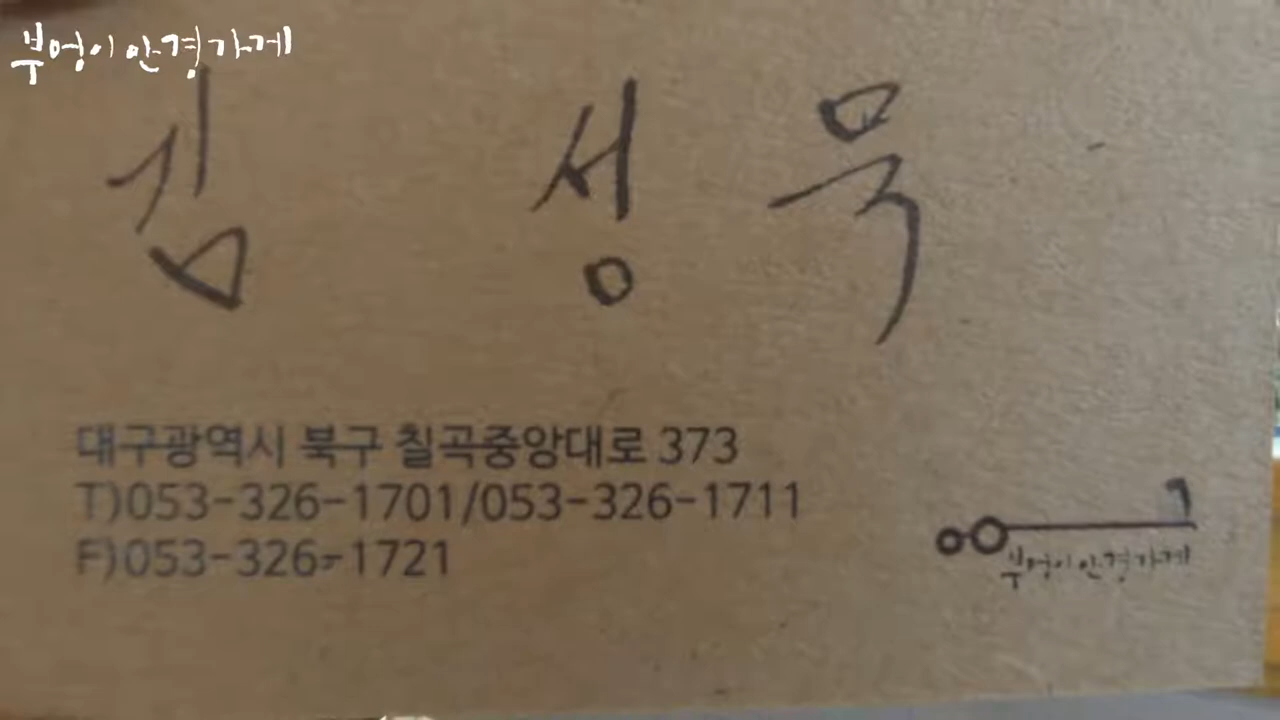 부엉이안경가게
김 성 욱
대구광역시 북구 칠곡중앙대로 373
T)053-326-1701/053-326-1711
F)053-326-1721
부엉이안경가게